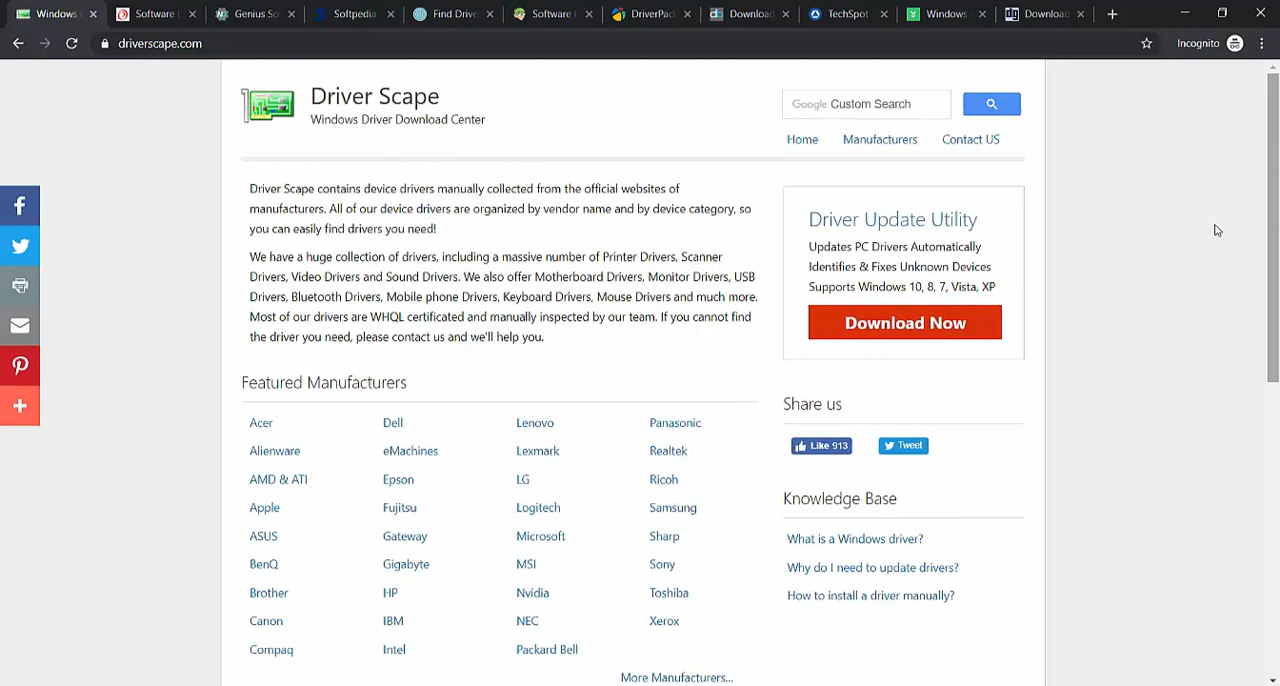 Windows
Software
Genius So
Softpedia
Find Drive
Software F
DriverPac
Download
TechSpot
Windows
Download
driverscape.com
Incognito
Driver Scape
Windows Driver Download Center
Google Custom Search
Home Manufacturers Contact US
Driver Scape contains device drivers manually collected from the official websites of
manufacturers. All of our device drivers are organized by vendor name and by device category, so
you can easily find drivers you need!
We have a huge collection of drivers, including a massive number of Printer Drivers, Scanner
Drivers, Video Drivers and Sound Drivers. We also offer Motherboard Drivers, Monitor Drivers, USB
Drivers, Bluetooth Drivers, Mobile phone Drivers, Keyboard Drivers, Mouse Drivers and much more.
Most of our drivers are WHQL certificated and manually inspected by our team. If you cannot find
the driver you need, please contact us and we'll help you.
Driver Update Utility
Updates PC Drivers Automatically
Identifies & Fixes Unknown Devices
Supports Windows 10, 8, 7, Vista, XP
Download Now
Featured Manufacturers
Acer Dell Lenovo Panasonic
Alienware eMachines Lexmark Realtek
AMD & ATI Epson LG Ricoh
Apple Fujitsu Logitech Samsung
ASUS Gateway Microsoft Sharp
BenQ Gigabyte MSI Sony
Brother HP Nvidia Toshiba
Canon IBM NEC Xerox
Compaq Intel Packard Bell
More Manufacturers...
Share us
Like 913 Tweet
Knowledge Base
What is a Windows driver?
Why do I need to update drivers?
How to install a driver manually?